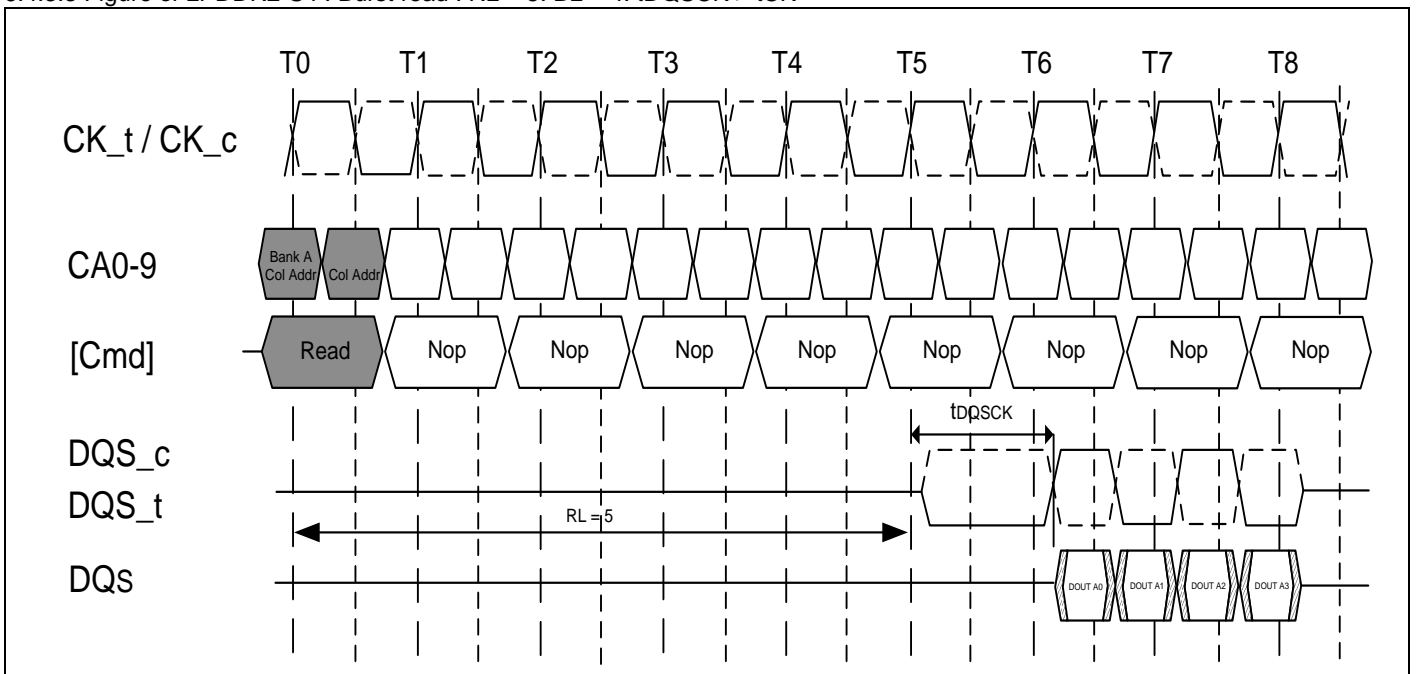 T0 T1 T2 T3 T4 T5 T6 T7 T8
CK_t / CK_c
CA0-9
Bank A
Col Addr
Col Addr
[Cmd]
Read Nop Nop Nop Nop Nop Nop Nop Nop
tDQSCK
DQS_c
DQS_t
RL = 5
DQs
DOUT A0 DOUT A1 DOUT A2 DOUT A3